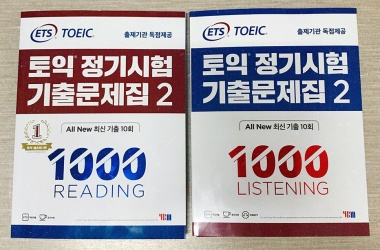 ETS TOEIC
출제기관 독점제공
토익 정기시험
기출문제집 2
1
All New 최신 기출 10회
1000
READING
YBM
ETS TOEIC
출제기관 독점제공
토익 정기시험
기출문제집 2
All New 최신 기출 10회
1000
LISTENING
YBM